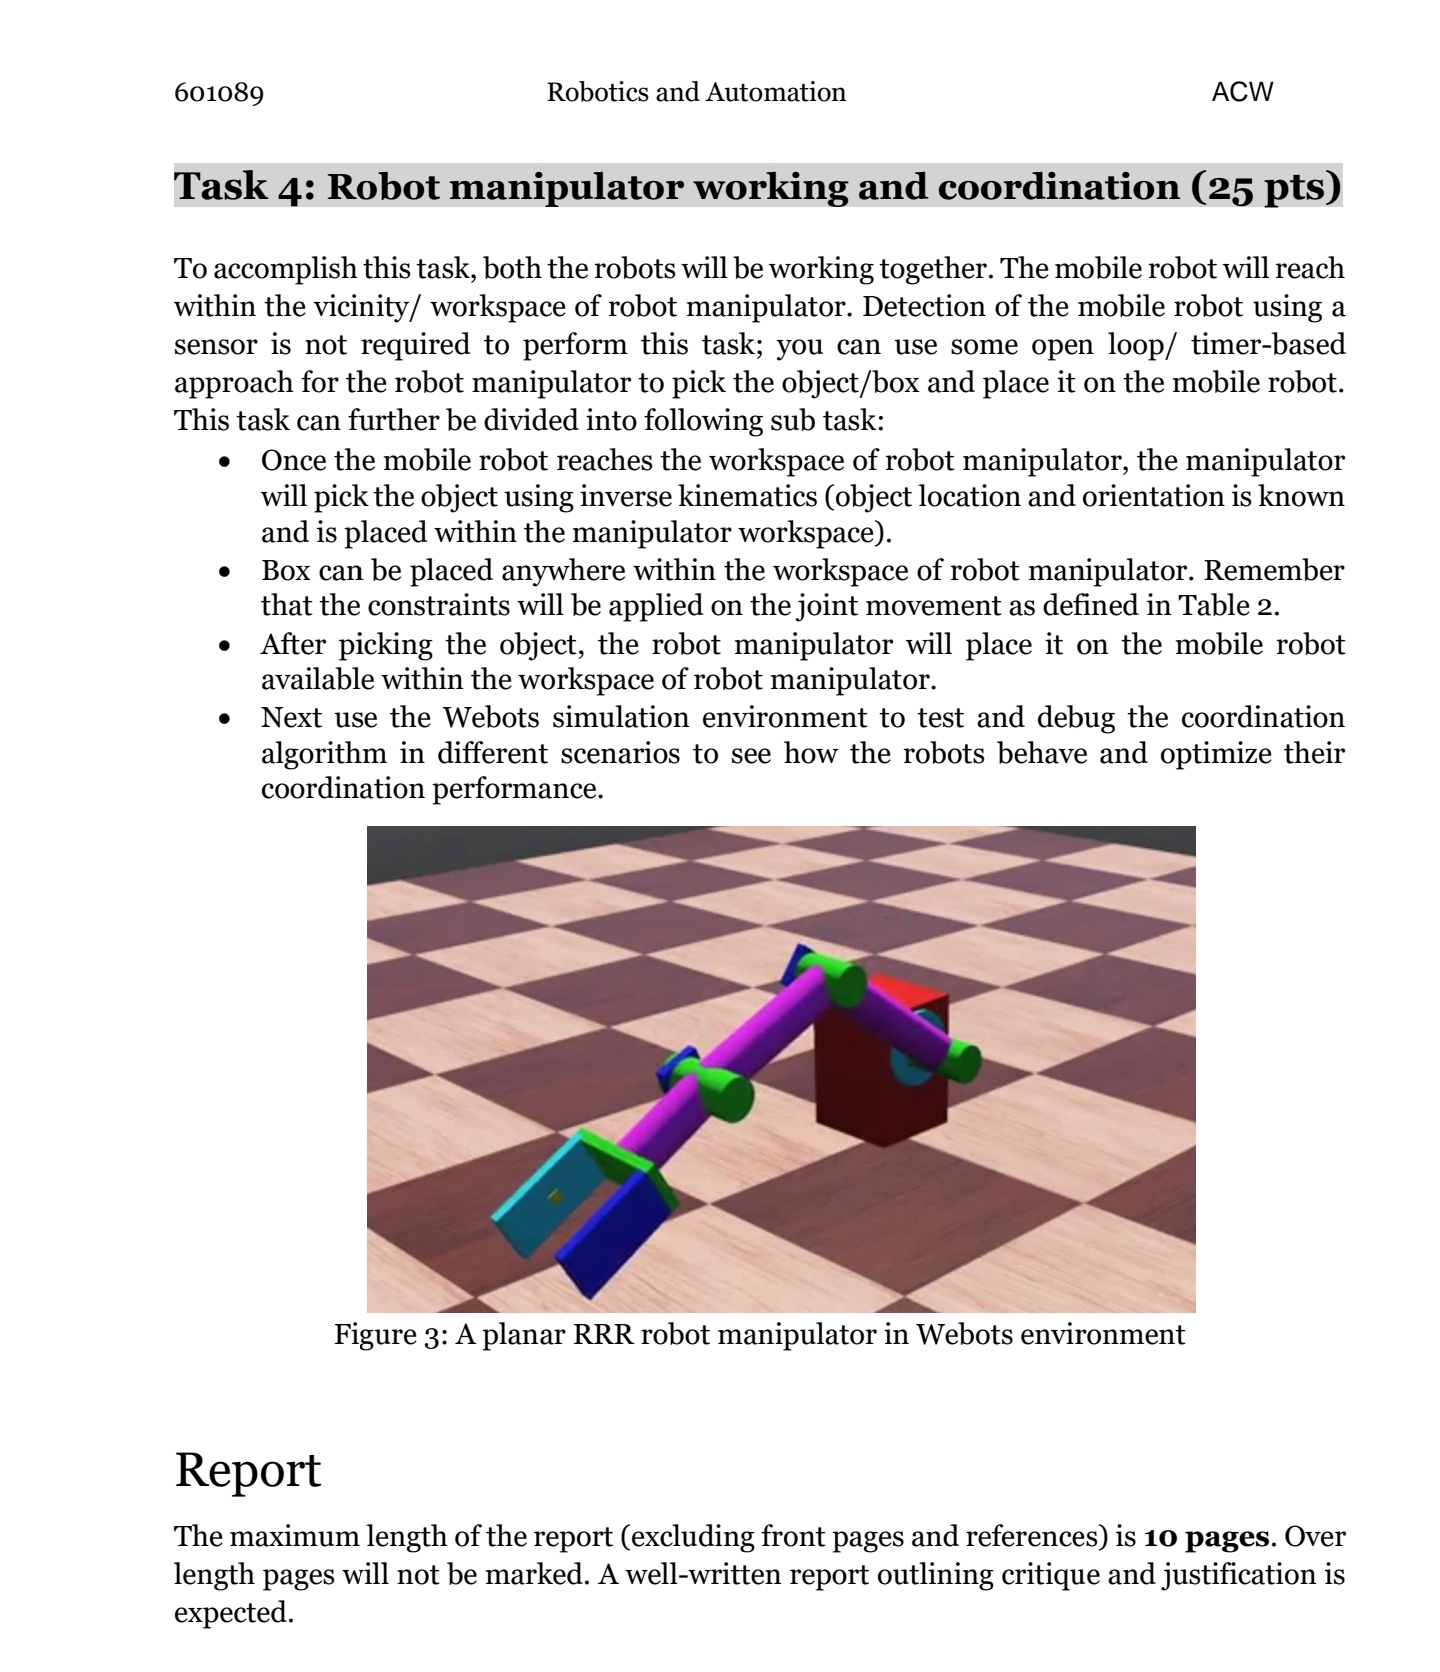 601089 Robotics and Automation ACW
Task 4: Robot manipulator working and coordination (25 pts)
To accomplish this task, both the robots will be working together. The mobile robot will reach
within the vicinity/ workspace of robot manipulator. Detection of the mobile robot using a
sensor is not required to perform this task; you can use some open loop/ timer-based
approach for the robot manipulator to pick the object/box and place it on the mobile robot.
This task can further be divided into following sub task:
• Once the mobile robot reaches the workspace of robot manipulator, the manipulator
will pick the object using inverse kinematics (object location and orientation is known
and is placed within the manipulator workspace).
• Box can be placed anywhere within the workspace of robot manipulator. Remember
that the constraints will be applied on the joint movement as defined in Table 2.
• After picking the object, the robot manipulator will place it on the mobile robot
available within the workspace of robot manipulator.
• Next use the Webots simulation environment to test and debug the coordination
algorithm in different scenarios to see how the robots behave and optimize their
coordination performance.
Figure 3: A planar RRR robot manipulator in Webots environment
Report
The maximum length of the report (excluding front pages and references) is 10 pages. Over
length pages will not be marked. A well-written report outlining critique and justification is
expected.